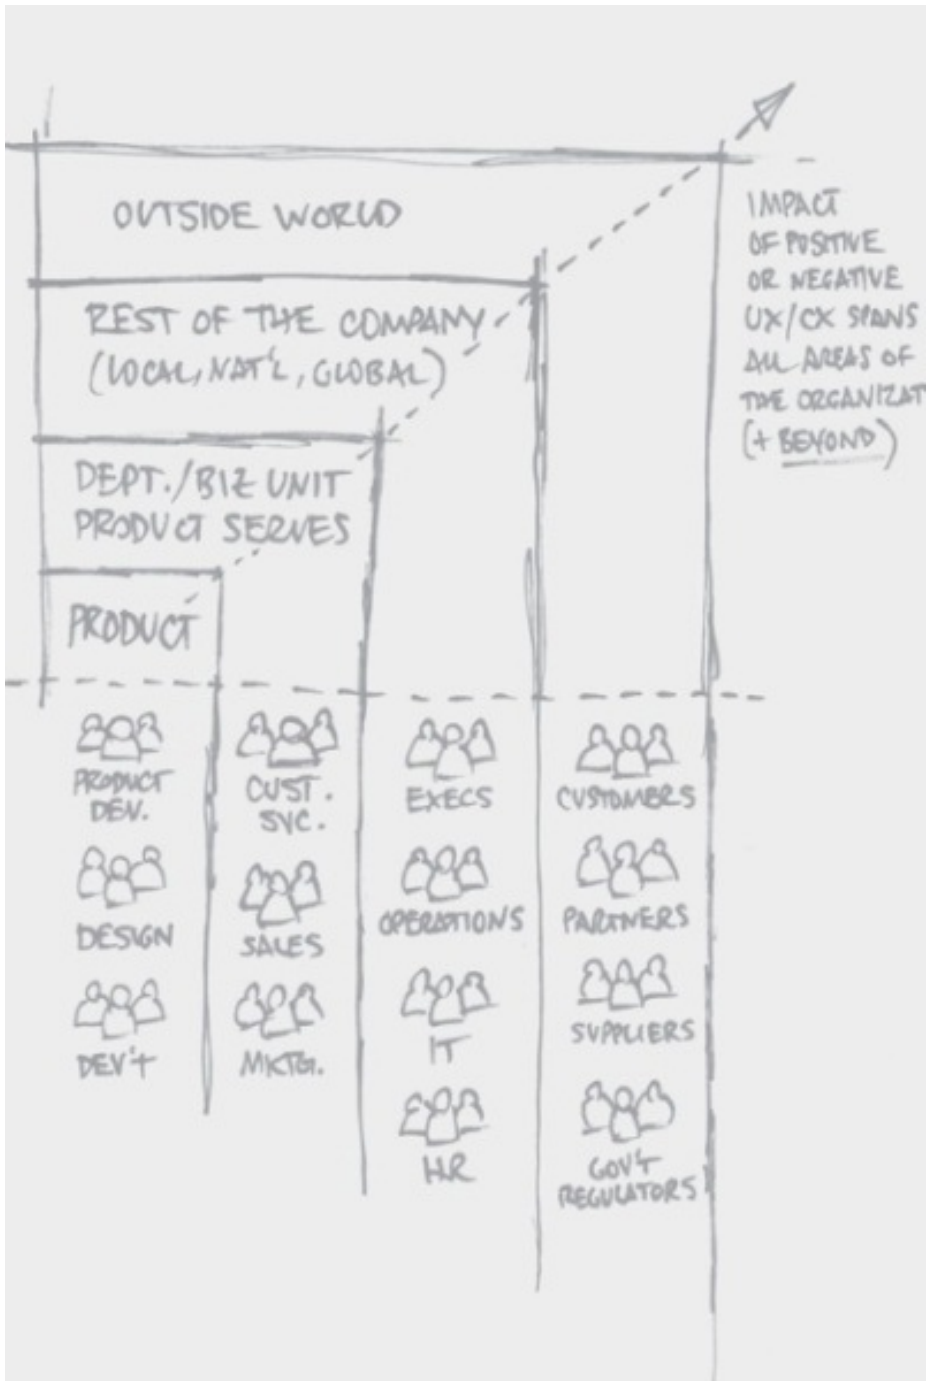 OUTSIDE WORLD
REST OF THE COMPANY
(LOCAL, NAT'L, GLOBAL)
DEPT./BIZ UNIT
PRODUCT SERVES
PRODUCT
IMPACT
OF POSITIVE
OR NEGATIVE
UX/CX SPANS
ALL AREAS OF
THE ORGANIZAT
(+ BEYOND)
PRODUCT
DEV.
DESIGN
DEV'T
CUST.
SVC.
SALES
MKTG.
EXECS
OPERATIONS
IT
HR
CUSTOMERS
PARTNERS
SUPPLIERS
GOV'T
REGULATORS